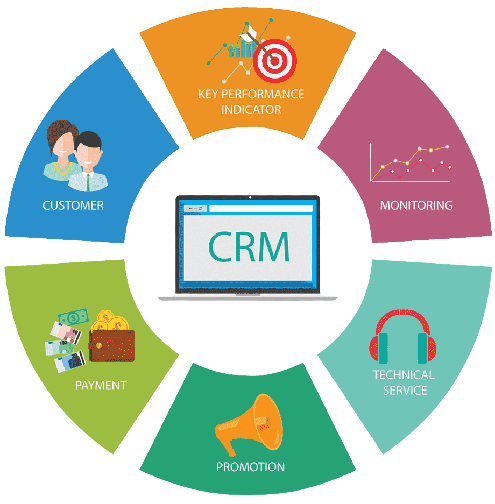 KEY PERFORMANCE
INDICATOR
CUSTOMER
MONITORING
CRM
PAYMENT
TECHNICAL
SERVICE
PROMOTION